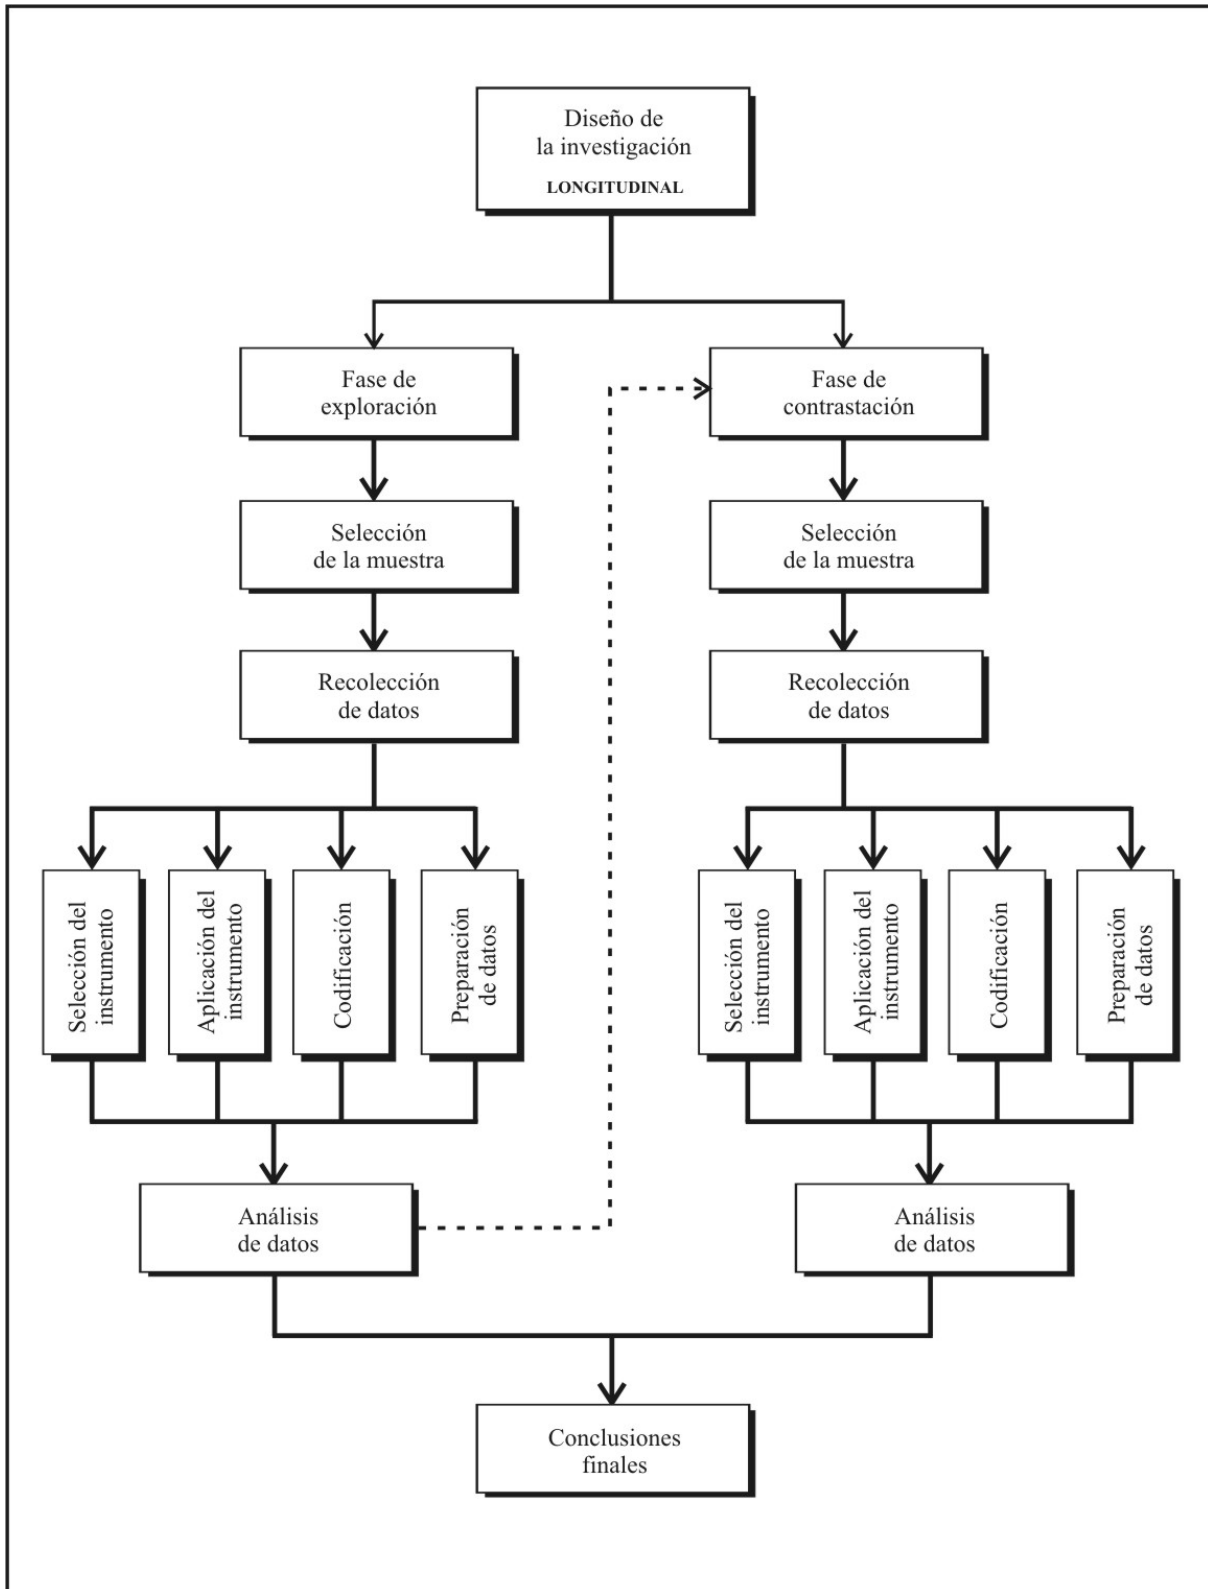 Diseño de
la investigación
LONGITUDINAL
Fase de
exploración
Fase de
contrastación
Selección
de la muestra
Selección
de la muestra
Recolección
de datos
Recolección
de datos
Selección del
instrumento
Aplicación del
instrumento
Codificación
Preparación
de datos
Selección del
instrumento
Aplicación del
instrumento
Codificación
Preparación
de datos
Análisis
de datos
Análisis
de datos
Conclusiones
finales